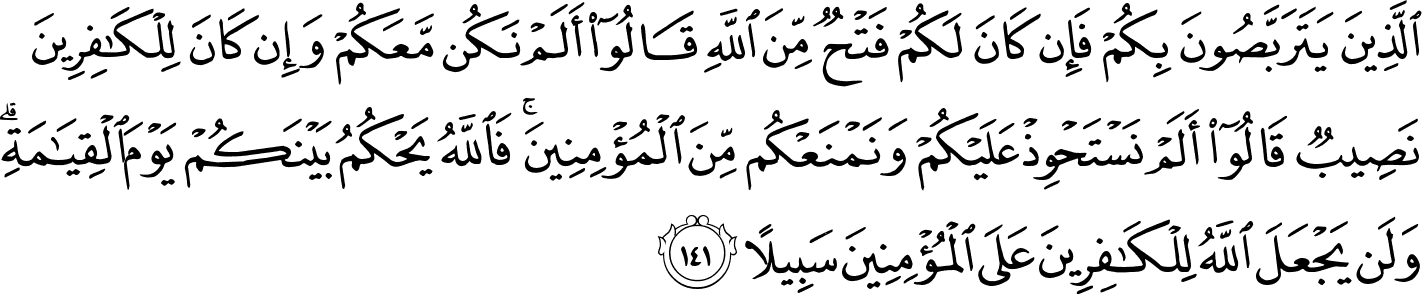 ٱلَّذِينَ يَتَرَبَّصُونَ بِكُمْ فَإِن كَانَ لَكُمْ فَتْحٌ مِّنَ ٱللَّهِ قَالُوٓا۟ أَلَمْ نَكُن مَّعَكُمْ وَإِن كَانَ لِلْكَـٰفِرِينَ
نَصِيبٌ قَالُوٓا۟ أَلَمْ نَسْتَحْوِذْ عَلَيْكُمْ وَنَمْنَعْكُم مِّنَ ٱلْمُؤْمِنِينَ ۚ فَٱللَّهُ يَحْكُمُ بَيْنَكُمْ يَوْمَ ٱلْقِيَـٰمَةِ ۗ
وَلَن يَجْعَلَ ٱللَّهُ لِلْكَـٰفِرِينَ عَلَى ٱلْمُؤْمِنِينَ سَبِيلًا ١٤١